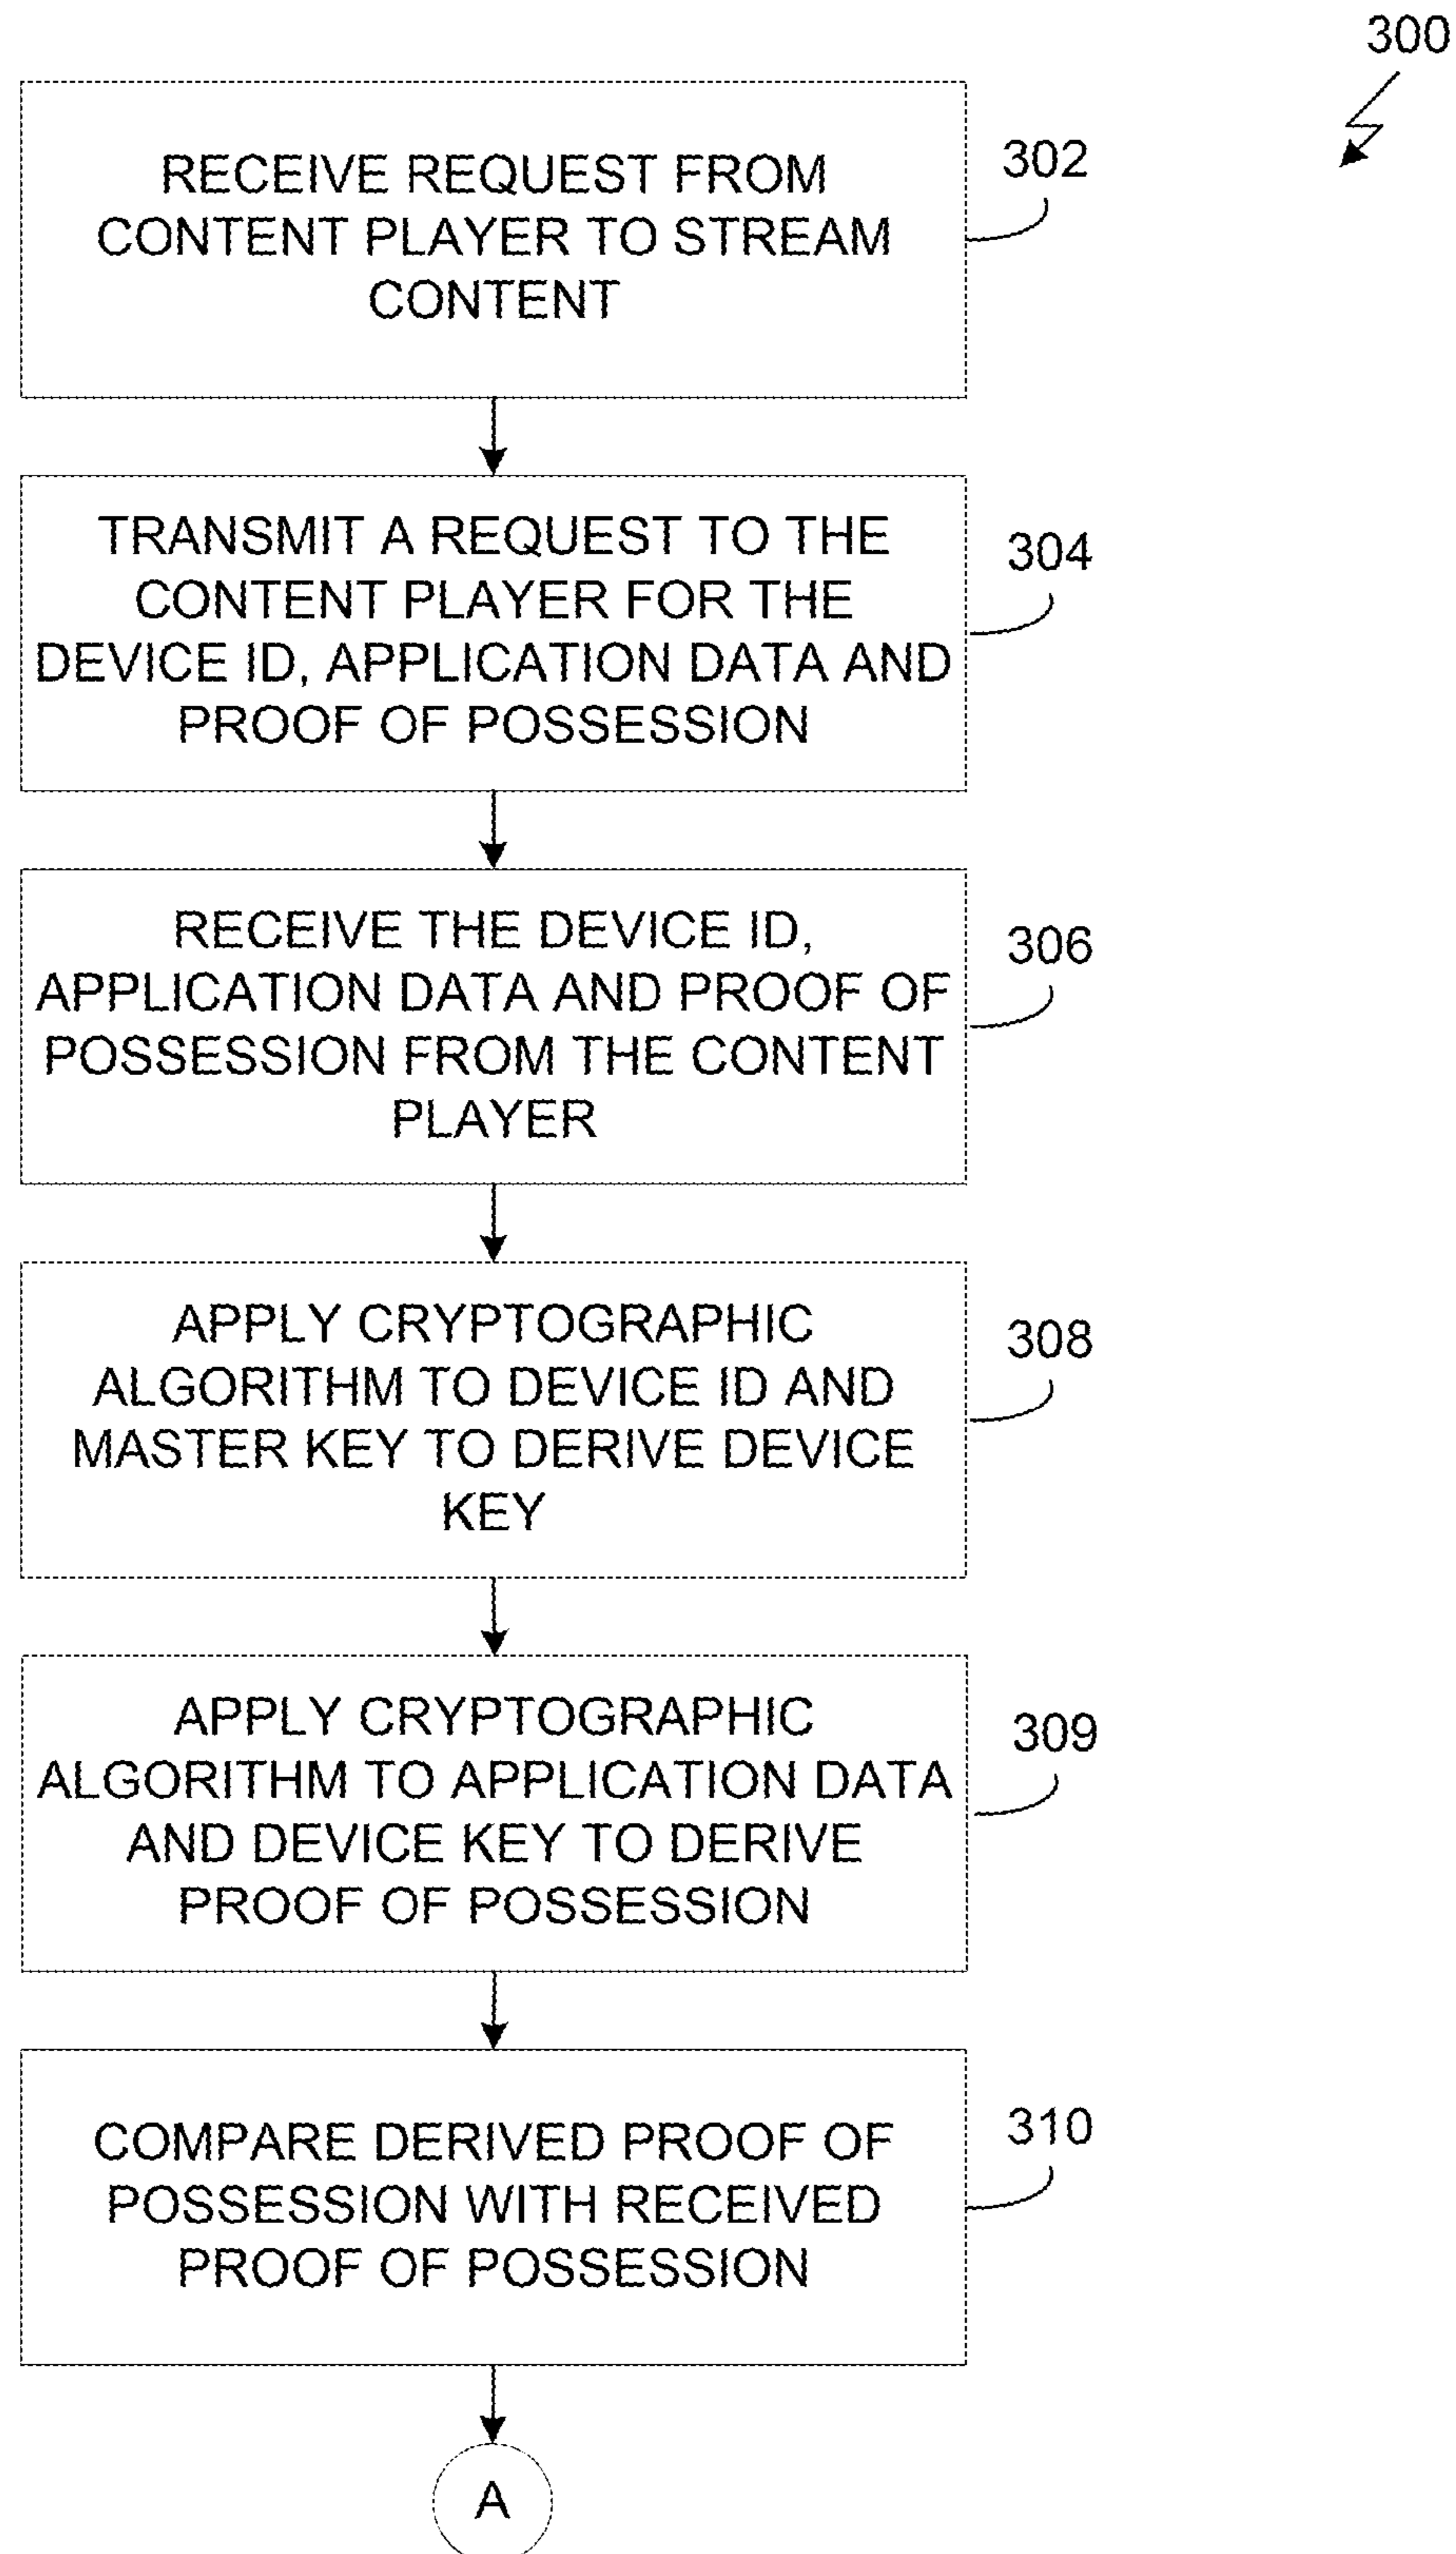 300
RECEIVE REQUEST FROM
CONTENT PLAYER TO STREAM
CONTENT
302
TRANSMIT A REQUEST TO THE
CONTENT PLAYER FOR THE
DEVICE ID, APPLICATION DATA AND
PROOF OF POSSESSION
304
RECEIVE THE DEVICE ID,
APPLICATION DATA AND PROOF OF
POSSESSION FROM THE CONTENT
PLAYER
306
APPLY CRYPTOGRAPHIC
ALGORITHM TO DEVICE ID AND
MASTER KEY TO DERIVE DEVICE
KEY
308
APPLY CRYPTOGRAPHIC
ALGORITHM TO APPLICATION DATA
AND DEVICE KEY TO DERIVE
PROOF OF POSSESSION
309
COMPARE DERIVED PROOF OF
POSSESSION WITH RECEIVED
PROOF OF POSSESSION
310
A